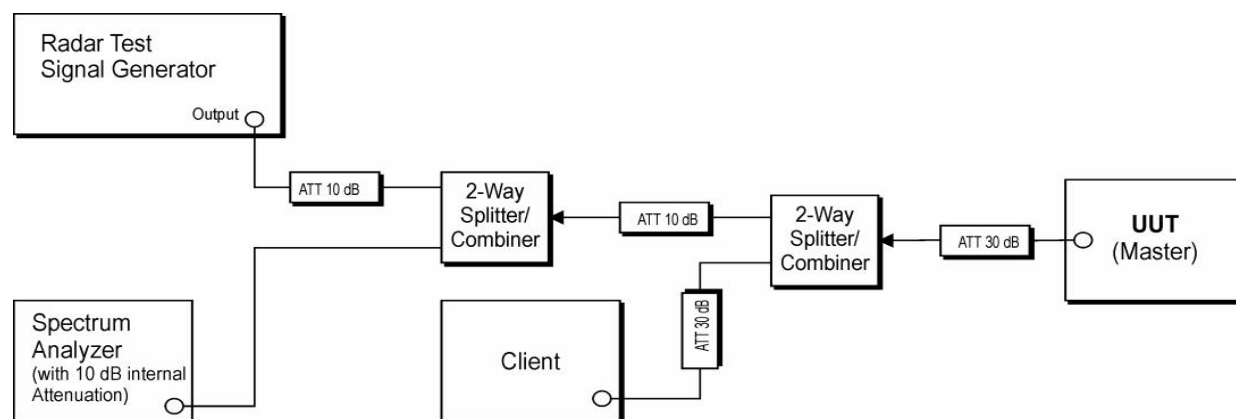 Radar Test
Signal Generator
Output
ATT 10 dB
2-Way
Splitter/
Combiner
ATT 10 dB
2-Way
Splitter/
Combiner
ATT 30 dB
UUT
(Master)
Spectrum
Analyzer
(with 10 dB internal
Attenuation)
Client
ATT 30 dB